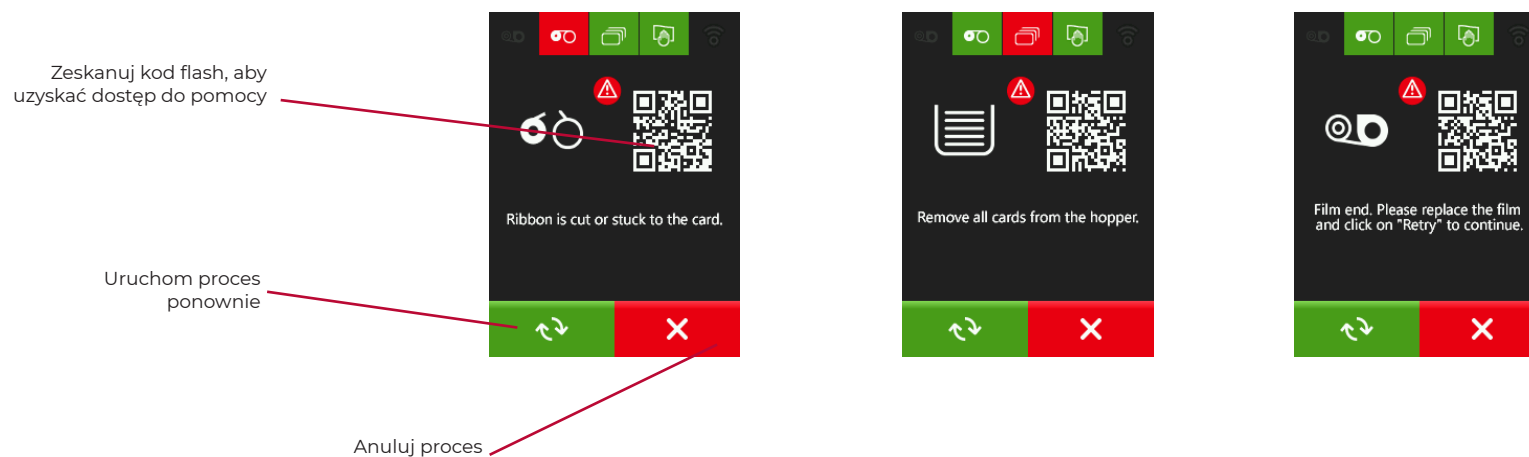 Zeskanuj kod flash, aby
uzyskać dostęp do pomocy
Uruchom proces
ponownie
Anuluj proces
Ribbon is cut or stuck to the card.
Remove all cards from the hopper.
Film end. Please replace the film
and click on "Retry" to continue.